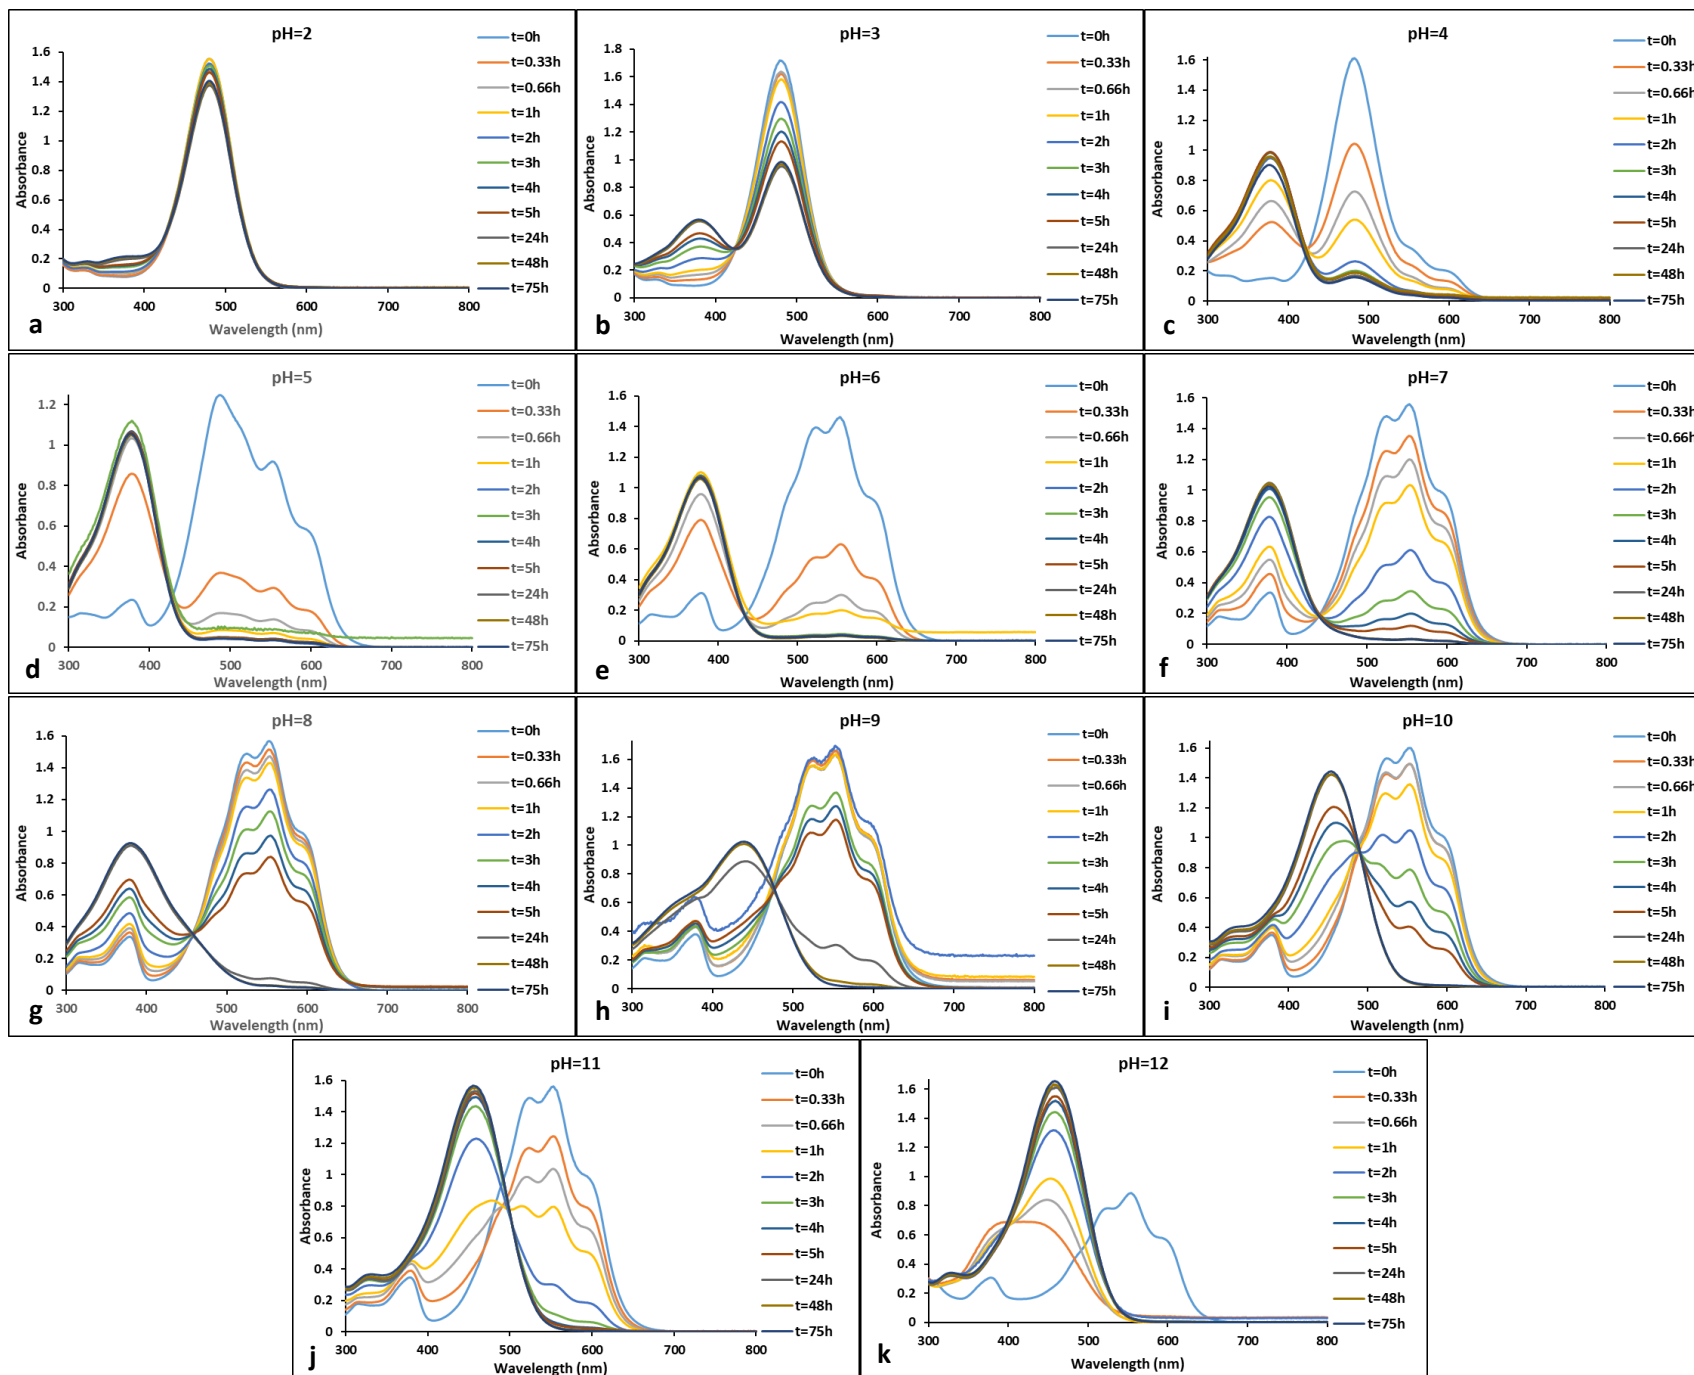 pH=2
Absorbance
1.6
1.4
1.2
1
0.8
0.6
0.4
0.2
0
300 400 500 600 700 800
Wavelength (nm)
t=0h
t=0.33h
t=0.66h
t=1h
t=2h
t=3h
t=4h
t=5h
t=24h
t=48h
t=75h
a
pH=3
Absorbance
1.8
1.6
1.4
1.2
1
0.8
0.6
0.4
0.2
0
300 400 500 600 700 800
Wavelength (nm)
t=0h
t=0.33h
t=0.66h
t=1h
t=2h
t=3h
t=4h
t=5h
t=24h
t=48h
t=75h
b
pH=4
Absorbance
1.6
1.4
1.2
1
0.8
0.6
0.4
0.2
0
300 400 500 600 700 800
Wavelength (nm)
t=0h
t=0.33h
t=0.66h
t=1h
t=2h
t=3h
t=4h
t=5h
t=24h
t=48h
t=75h
c
pH=5
Absorbance
1.2
1
0.8
0.6
0.4
0.2
0
300 400 500 600 700 800
Wavelength (nm)
t=0h
t=0.33h
t=0.66h
t=1h
t=2h
t=3h
t=4h
t=5h
t=24h
t=48h
t=75h
d
pH=6
Absorbance
1.6
1.4
1.2
1
0.8
0.6
0.4
0.2
0
300 400 500 600 700 800
Wavelength (nm)
t=0h
t=0.33h
t=0.66h
t=1h
t=2h
t=3h
t=4h
t=5h
t=24h
t=48h
t=75h
e
pH=7
Absorbance
1.6
1.4
1.2
1
0.8
0.6
0.4
0.2
0
300 400 500 600 700 800
Wavelength (nm)
t=0h
t=0.33h
t=0.66h
t=1h
t=2h
t=3h
t=4h
t=5h
t=24h
t=48h
t=75h
f
pH=8
Absorbance
1.6
1.4
1.2
1
0.8
0.6
0.4
0.2
0
300 400 500 600 700 800
Wavelength (nm)
t=0h
t=0.33h
t=0.66h
t=1h
t=2h
t=3h
t=4h
t=5h
t=24h
t=48h
t=75h
g
pH=9
Absorbance
1.6
1.4
1.2
1
0.8
0.6
0.4
0.2
0
300 400 500 600 700 800
Wavelength (nm)
t=0h
t=0.33h
t=0.66h
t=1h
t=2h
t=3h
t=4h
t=5h
t=24h
t=48h
t=75h
h
pH=10
Absorbance
1.6
1.4
1.2
1
0.8
0.6
0.4
0.2
0
300 400 500 600 700 800
Wavelength (nm)
t=0h
t=0.33h
t=0.66h
t=1h
t=2h
t=3h
t=4h
t=5h
t=24h
t=48h
t=75h
i
pH=11
Absorbance
1.6
1.4
1.2
1
0.8
0.6
0.4
0.2
0
300 400 500 600 700 800
Wavelength (nm)
t=0h
t=0.33h
t=0.66h
t=1h
t=2h
t=3h
t=4h
t=5h
t=24h
t=48h
t=75h
j
pH=12
Absorbance
1.6
1.4
1.2
1
0.8
0.6
0.4
0.2
0
300 400 500 600 700 800
Wavelength (nm)
t=0h
t=0.33h
t=0.66h
t=1h
t=2h
t=3h
t=4h
t=5h
t=24h
t=48h
t=75h
k